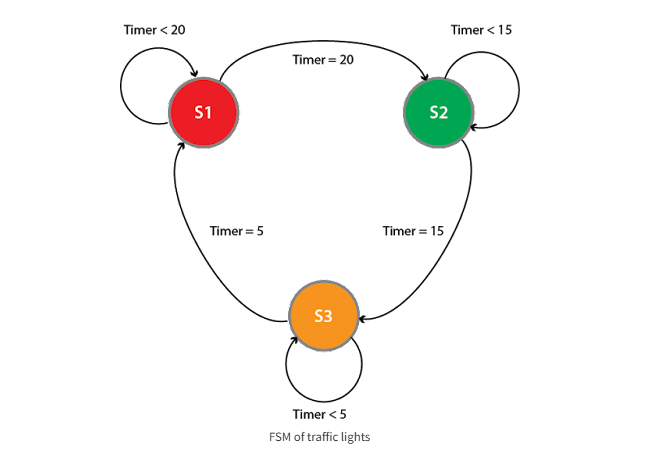 Timer < 20
Timer < 15
Timer = 20
S1
S2
Timer = 5
Timer = 15
S3
Timer < 5
FSM of traffic lights